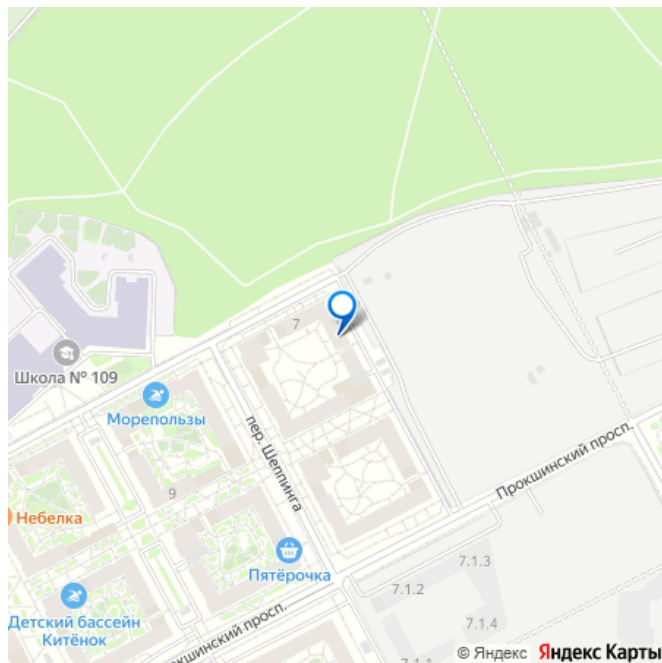 7
Школа № 109
Морепользы
пер. Шеппинга
Прокшинский просп.
9
Небелка
Пятёрочка
7.1.3
7.1.2
Детский бассейн
Китёнок
7.1.4
Прокшинский просп.
7.1.1
© Яндекс Яндекс Карты